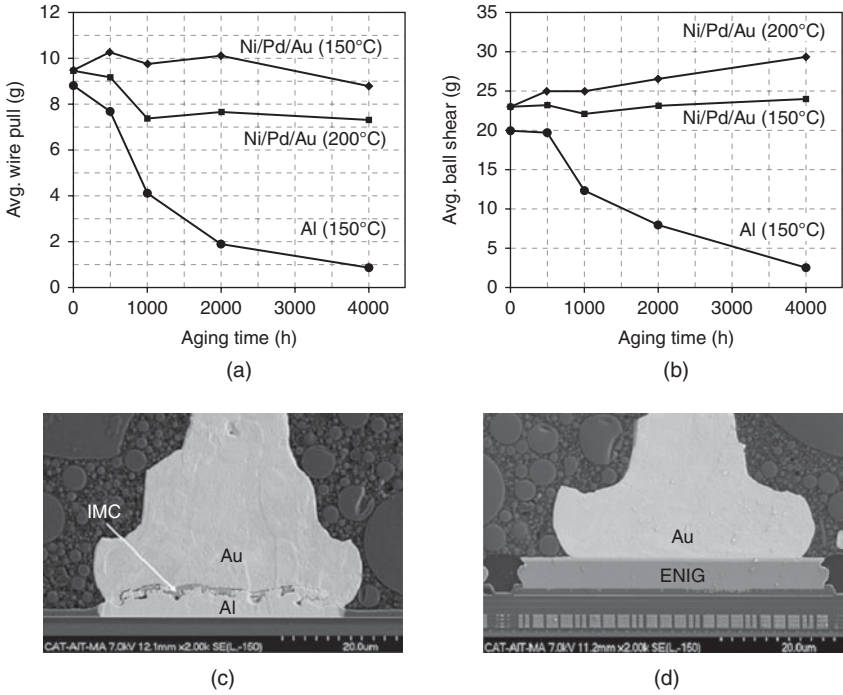 12
10
8
6
4
2
0
Avg. wire pull (g)
Ni/Pd/Au (150°C)
Ni/Pd/Au (200°C)
Al (150°C)
0 1000 2000 3000 4000
Aging time (h)
(a)
35
30
25
20
15
10
5
0
Avg. ball shear (g)
Ni/Pd/Au (200°C)
Ni/Pd/Au (150°C)
Al (150°C)
0 1000 2000 3000 4000
Aging time (h)
(b)
IMC
Au
Al
CAT-AIT-MA 7.0kV 12.1mm x2.00k SE(L,-150) 20.0um
(c)
Au
ENIG
CAT-AIT-MA 7.0kV 11.2mm x2.00k SE(L,-150) 20.0um
(d)